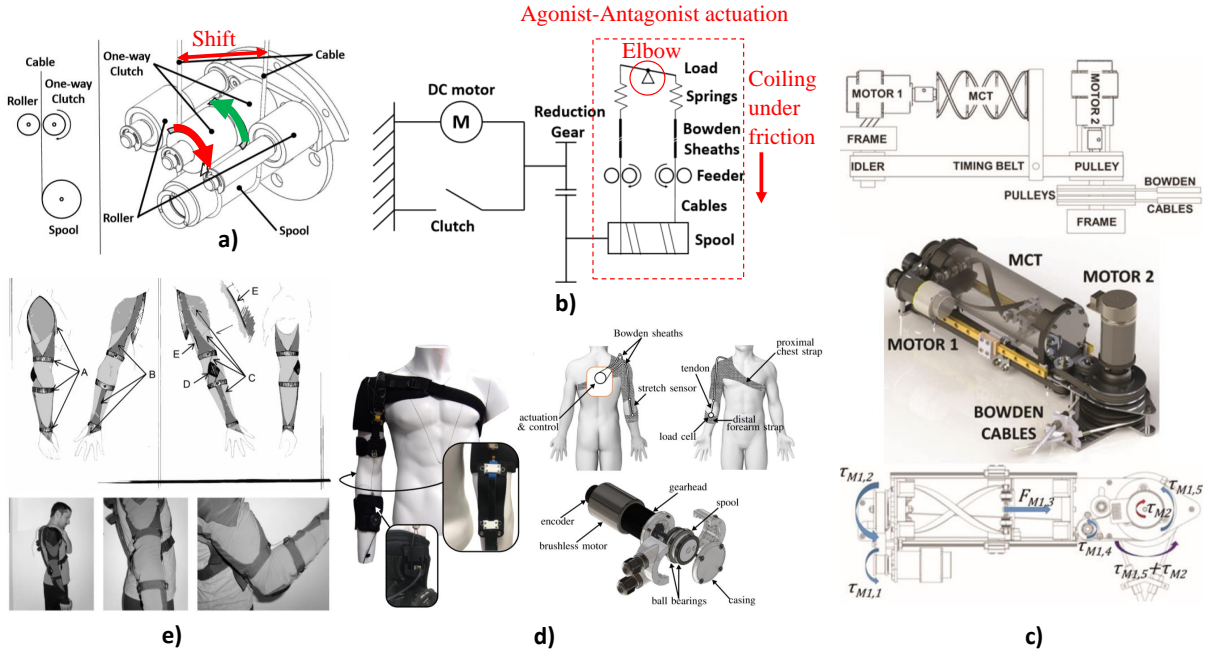 Cable
Roller
One-way
Clutch
Spool
Shift
One-way
Clutch
Cable
Roller
Spool
a)
Agonist-Antagonist actuation
Elbow
Load
Springs
Coiling
under
friction
DC motor
M
Reduction
Gear
Bowden
Sheaths
Feeder
Cables
Clutch
Spool
b)
MOTOR 1
MCT
MOTOR 2
FRAME
IDLER
TIMING BELT
PULLEY
PULLEYS
BOWDEN
CABLES
FRAME
MCT
MOTOR 2
MOTOR 1
BOWDEN
CABLES
τM1,2
FM1,3
τM1,5
τM2
τM1,4
τM1,5+τM2
τM1,1
c)
Bowden sheaths
proximal
chest strap
tendon
stretch sensor
actuation
& control
load cell
distal
forearm strap
gearhead
spool
encoder
brushless motor
ball bearings
casing
d)
A
B
E
E
D
C
e)